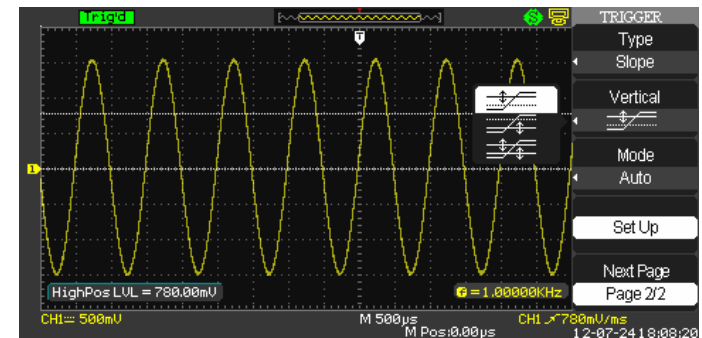 Trig'd
S
TRIGGER
T
Type
Slope
Vertical
Mode
Auto
1
Set Up
Next Page
HighPos LVL = 780.00mV
F = 1.00000KHz
Page 2/2
CH1 500mV
M 500µs
CH1 780mV/ms
M Pos:0.00µs
12-07-24 18:08:20